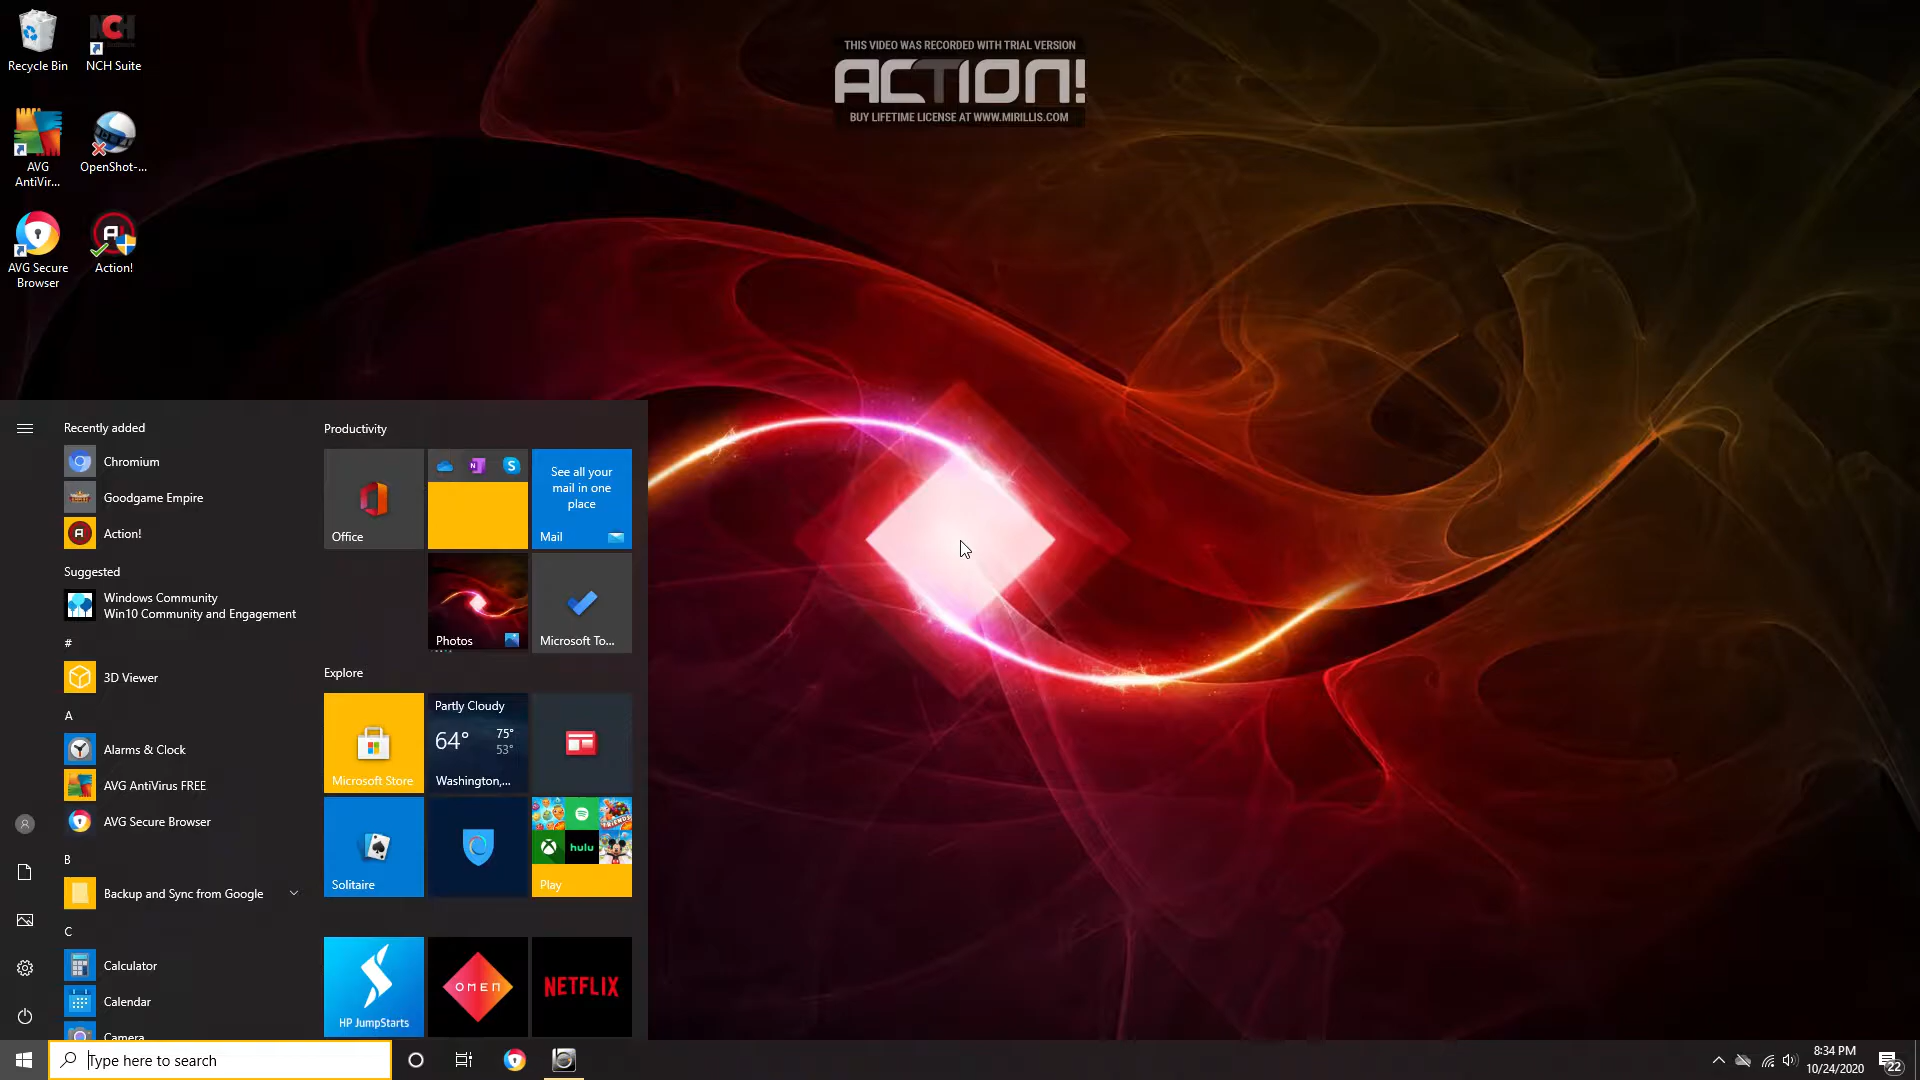 Recycle Bin
NCH
NCH Suite
AVG
AntiVir...
OpenShot-...
AVG Secure
Browser
Action!
THIS VIDEO WAS RECORDED WITH TRIAL VERSION
ACTION!
BUY LIFETIME LICENSE AT WWW.MIRILLIS.COM
Recently added
Chromium
Goodgame Empire
Action!
Suggested
Windows Community
Win10 Community and Engagement
#
3D Viewer
A
Alarms & Clock
AVG AntiVirus FREE
AVG Secure Browser
B
Backup and Sync from Google
C
Calculator
Calendar
Camera
Productivity
Office
See all your
mail in one
place
Mail
Photos
Microsoft To...
Explore
Microsoft Store
Partly Cloudy
64°
75°
53°
Washington,...
Solitaire
hulu
Play
HP JumpStarts
OMEN
NETFLIX
Type here to search
8:34 PM
10/24/2020
22